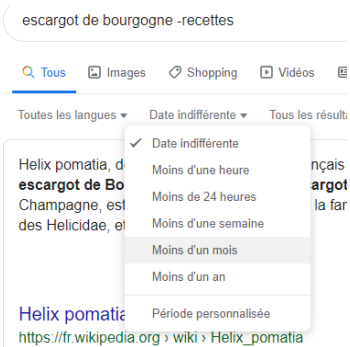 escargot de bourgogne -recettes
Tous Images Shopping Vidéos
Toutes les langues Date indifférente Tous les résulta
Date indifférente
Moins d'une heure
Moins de 24 heures
Moins d'une semaine
Moins d'un mois
Moins d'un an
Période personnalisée
Helix pomatia, d nçais
escargot de Bo argot
Champagne, est la fam
des Helicidae, et
Helix pomatia
https://fr.wikipedia.org › wiki › Helix_pomatia